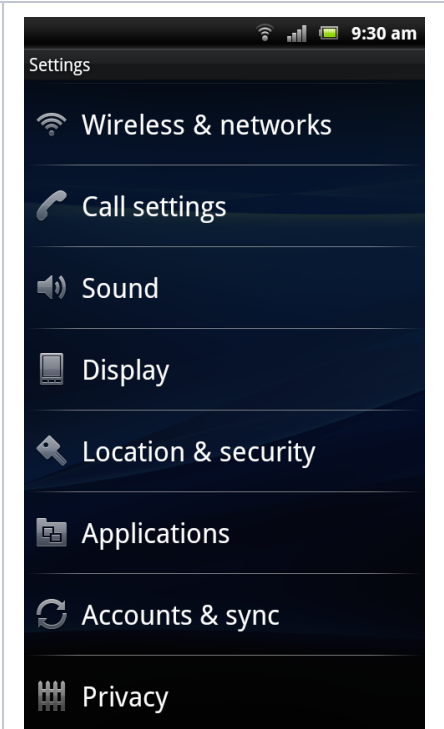 9:30 am
Settings
Wireless & networks
Call settings
Sound
Display
Location & security
Applications
Accounts & sync
Privacy